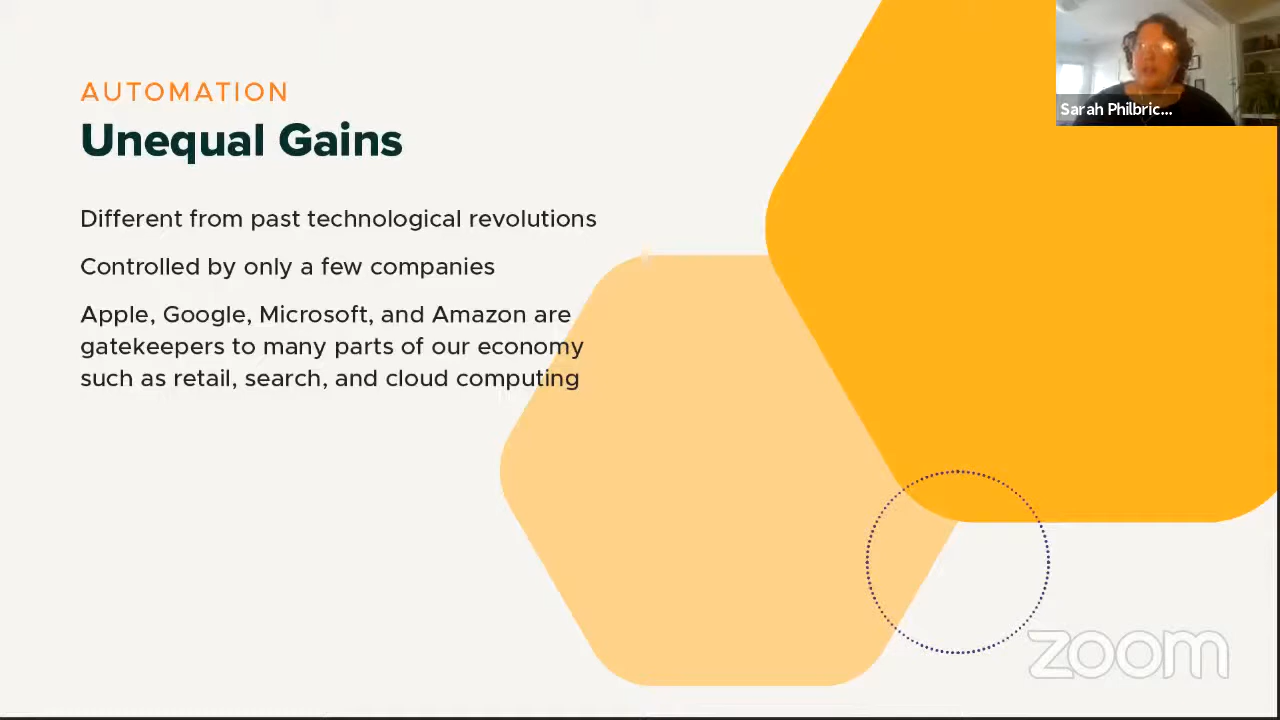 AUTOMATION
Unequal Gains
Different from past technological revolutions
Controlled by only a few companies
Apple, Google, Microsoft, and Amazon are
gatekeepers to many parts of our economy
such as retail, search, and cloud computing
Sarah Philbric...
zoom